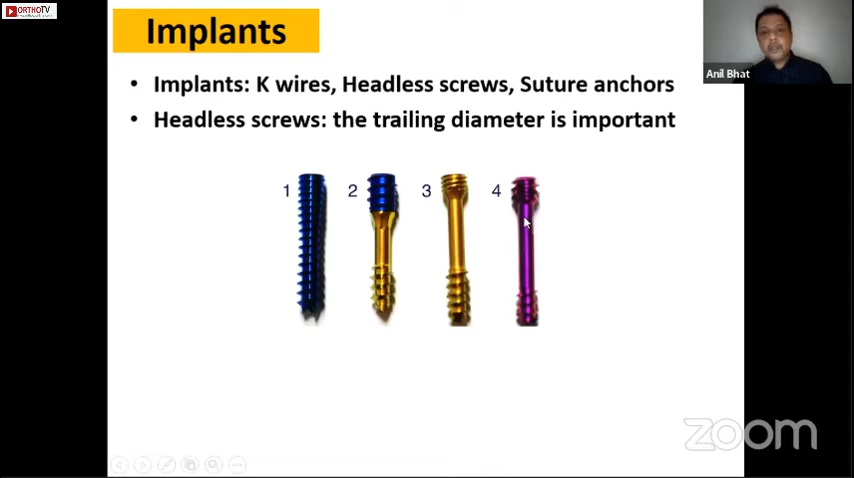 ORTHOTV
Implants
Anil Bhat
• Implants: K wires, Headless screws, Suture anchors
• Headless screws: the trailing diameter is important
1 2 3 4
zoom